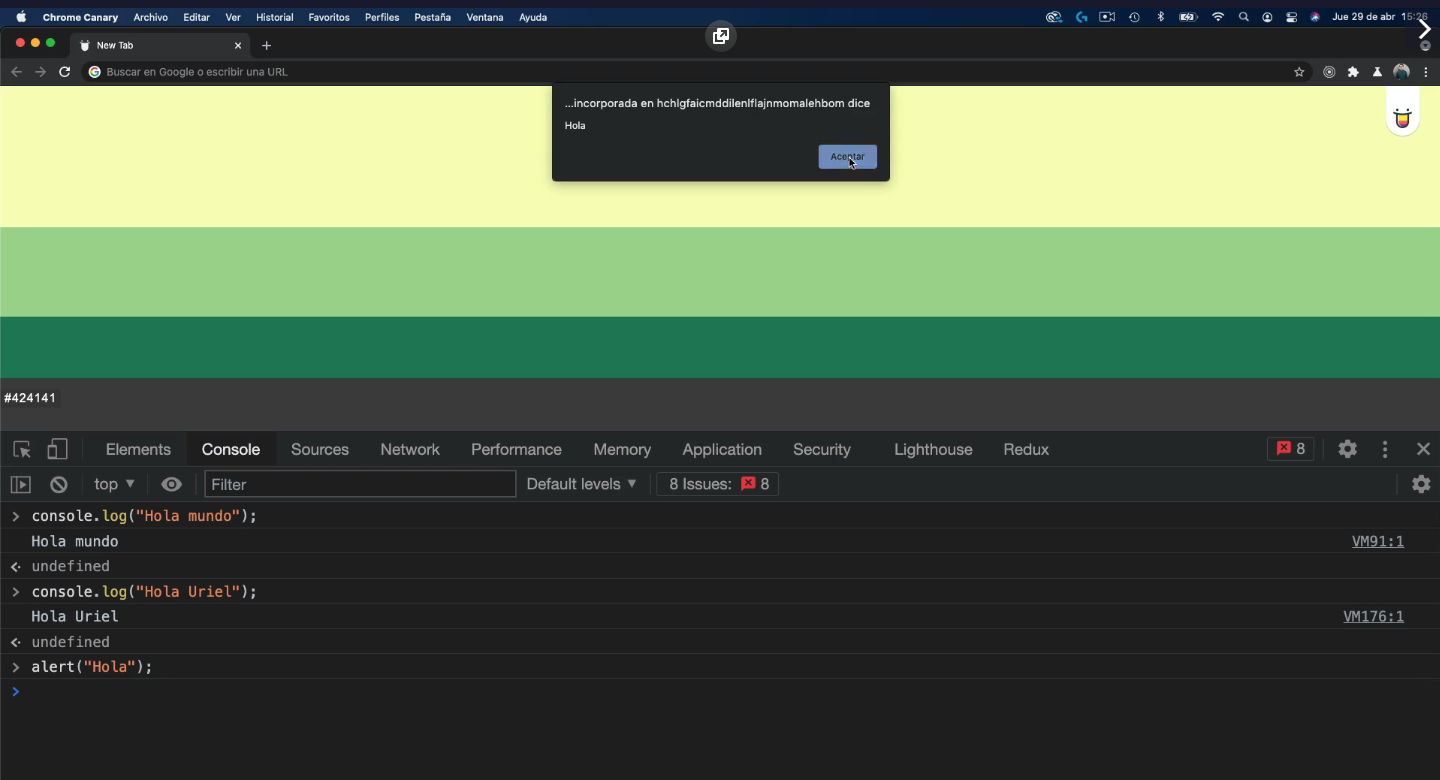 Chrome Canary Archivo Editar Ver Historial Favoritos Perfiles Pestaña Ventana Ayuda Jue 29 de abr 15:26
New Tab
Buscar en Google o escribir una URL
...incorporada en hchlgfaicmddilenlflajnmomalehbom dice
Hola
Aceptar
#424141
Elements Console Sources Network Performance Memory Application Security Lighthouse Redux 8
top Filter Default levels 8 Issues: 8
console.log("Hola mundo");
Hola mundo VM91:1
undefined
console.log("Hola Uriel");
Hola Uriel VM176:1
undefined
alert("Hola");